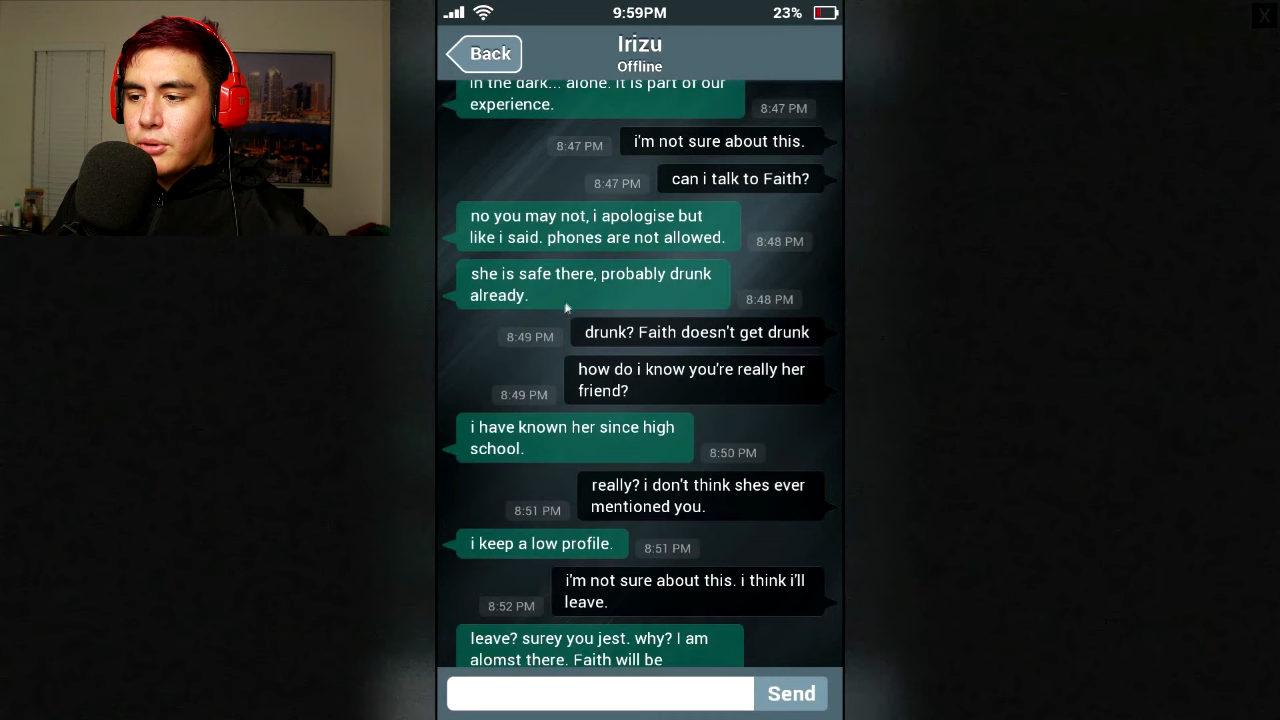 9:59PM
23%
X
Back
Irizu
Offline
in the dark... alone. it is part of our
experience.
8:47 PM
i'm not sure about this.
8:47 PM
can i talk to Faith?
8:47 PM
no you may not, i apologise but
like i said. phones are not allowed.
8:48 PM
she is safe there, probably drunk
already.
8:48 PM
drunk? Faith doesn't get drunk
8:49 PM
how do i know you're really her
friend?
8:49 PM
i have known her since high
school.
8:50 PM
really? i don't think shes ever
mentioned you.
8:51 PM
i keep a low profile.
8:51 PM
i'm not sure about this. i think i'll
leave.
8:52 PM
leave? surey you jest. why? I am
alomst there. Faith will be
Send